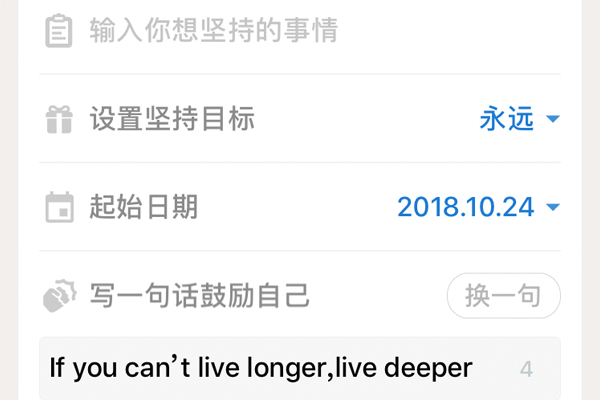 输入你想坚持的事情
设置坚持目标 永远
起始日期 2018.10.24
写一句话鼓励自己 换一句
If you can’t live longer,live deeper 4